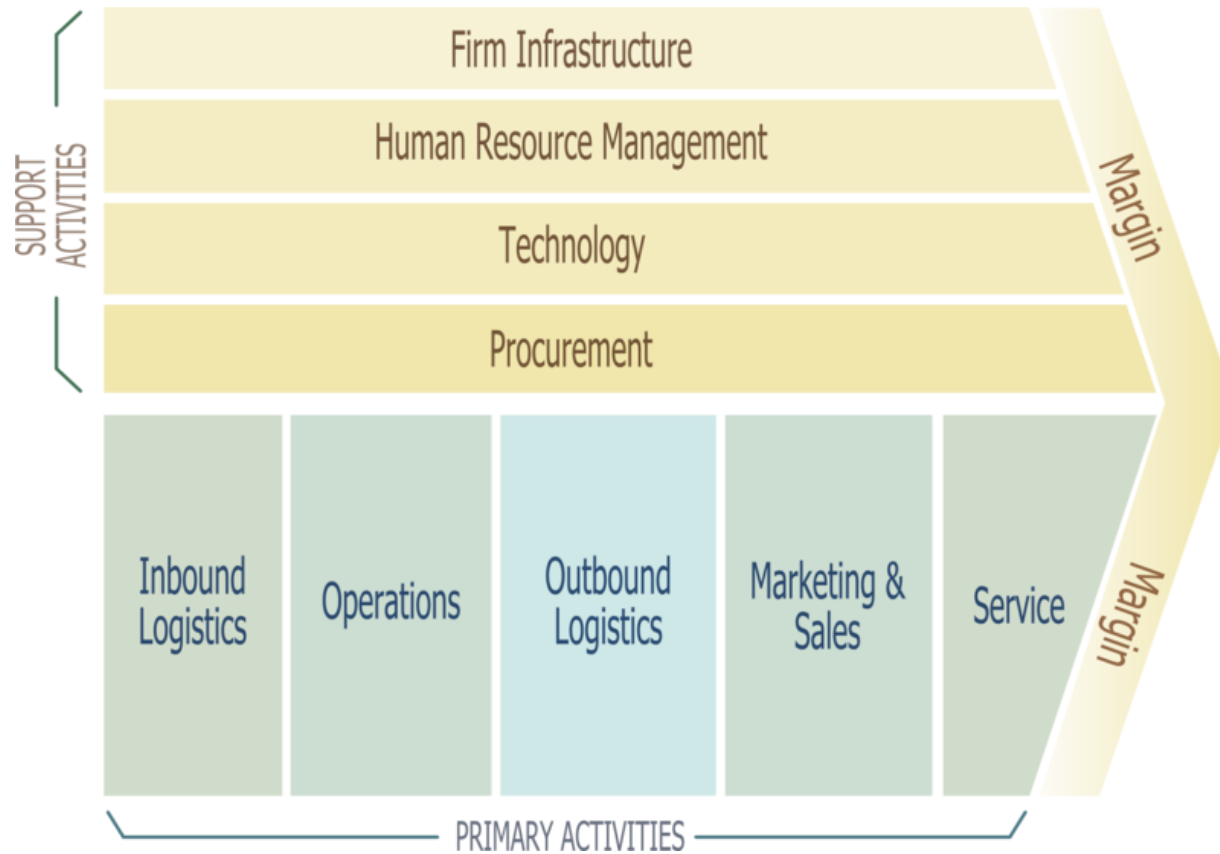 SUPPORT
ACTIVITIES
Firm Infrastructure
Human Resource Management
Technology
Procurement
Margin
Inbound
Logistics
Operations
Outbound
Logistics
Marketing &
Sales
Service
Margin
PRIMARY ACTIVITIES